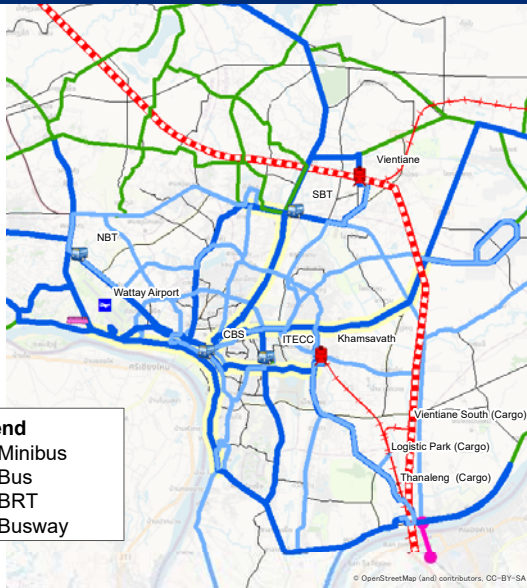 Vientiane
SBT
NBT
Wattay Airport
CBS
ITECC
Khamsavath
Vientiane South (Cargo)
end
Minibus
Logistic Park (Cargo)
Bus
Thanaleng (Cargo)
BRT
Busway
© OpenStreetMap (and) contributors, CC-BY-SA